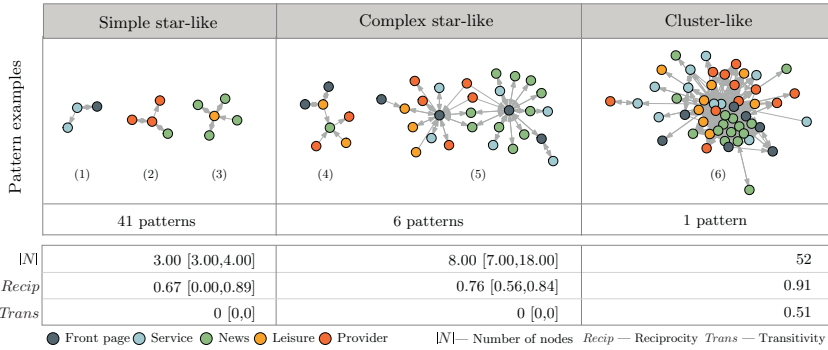 Simple star-like Complex star-like Cluster-like
Pattern examples
(1) (2) (3) (4) (5) (6)
41 patterns 6 patterns 1 pattern
|N| 3.00 [3.00,4.00] 8.00 [7.00,18.00] 52
Recip 0.67 [0.00,0.89] 0.76 [0.56,0.84] 0.91
Trans 0 [0,0] 0 [0,0] 0.51
Front page Service News Leisure Provider |N|— Number of nodes Recip — Reciprocity Trans — Transitivity